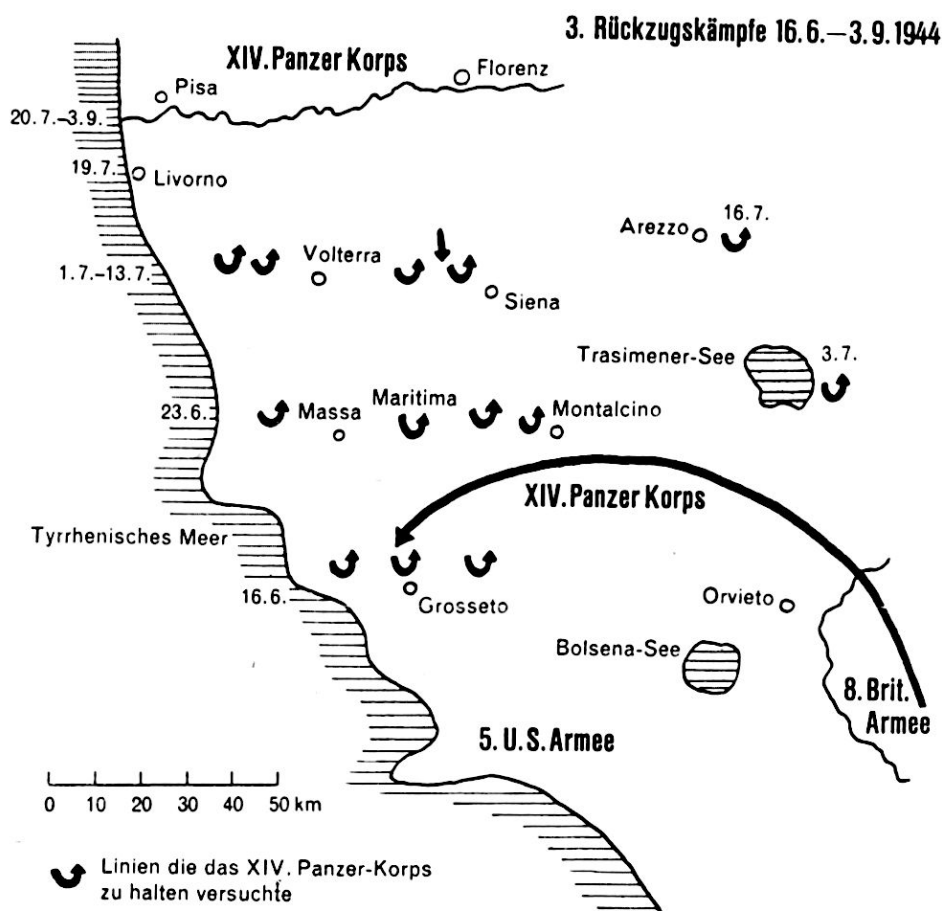 3. Rückzugskämpfe 16.6.—3.9.1944
XIV. Panzer Korps
Florenz
Pisa
20.7.—3.9.
19.7.
Livorno
16.7.
Arezzo
Volterra
1.7.—13.7.
Siena
Trasimener-See
3.7.
Maritima
23.6.
Massa
Montalcino
XIV. Panzer Korps
Tyrrhenisches Meer
16.6.
Grosseto
Orvieto
Bolsena-See
8. Brit.
Armee
5. U.S. Armee
0 10 20 30 40 50 km
Linien die das XIV. Panzer-Korps
zu halten versuchte